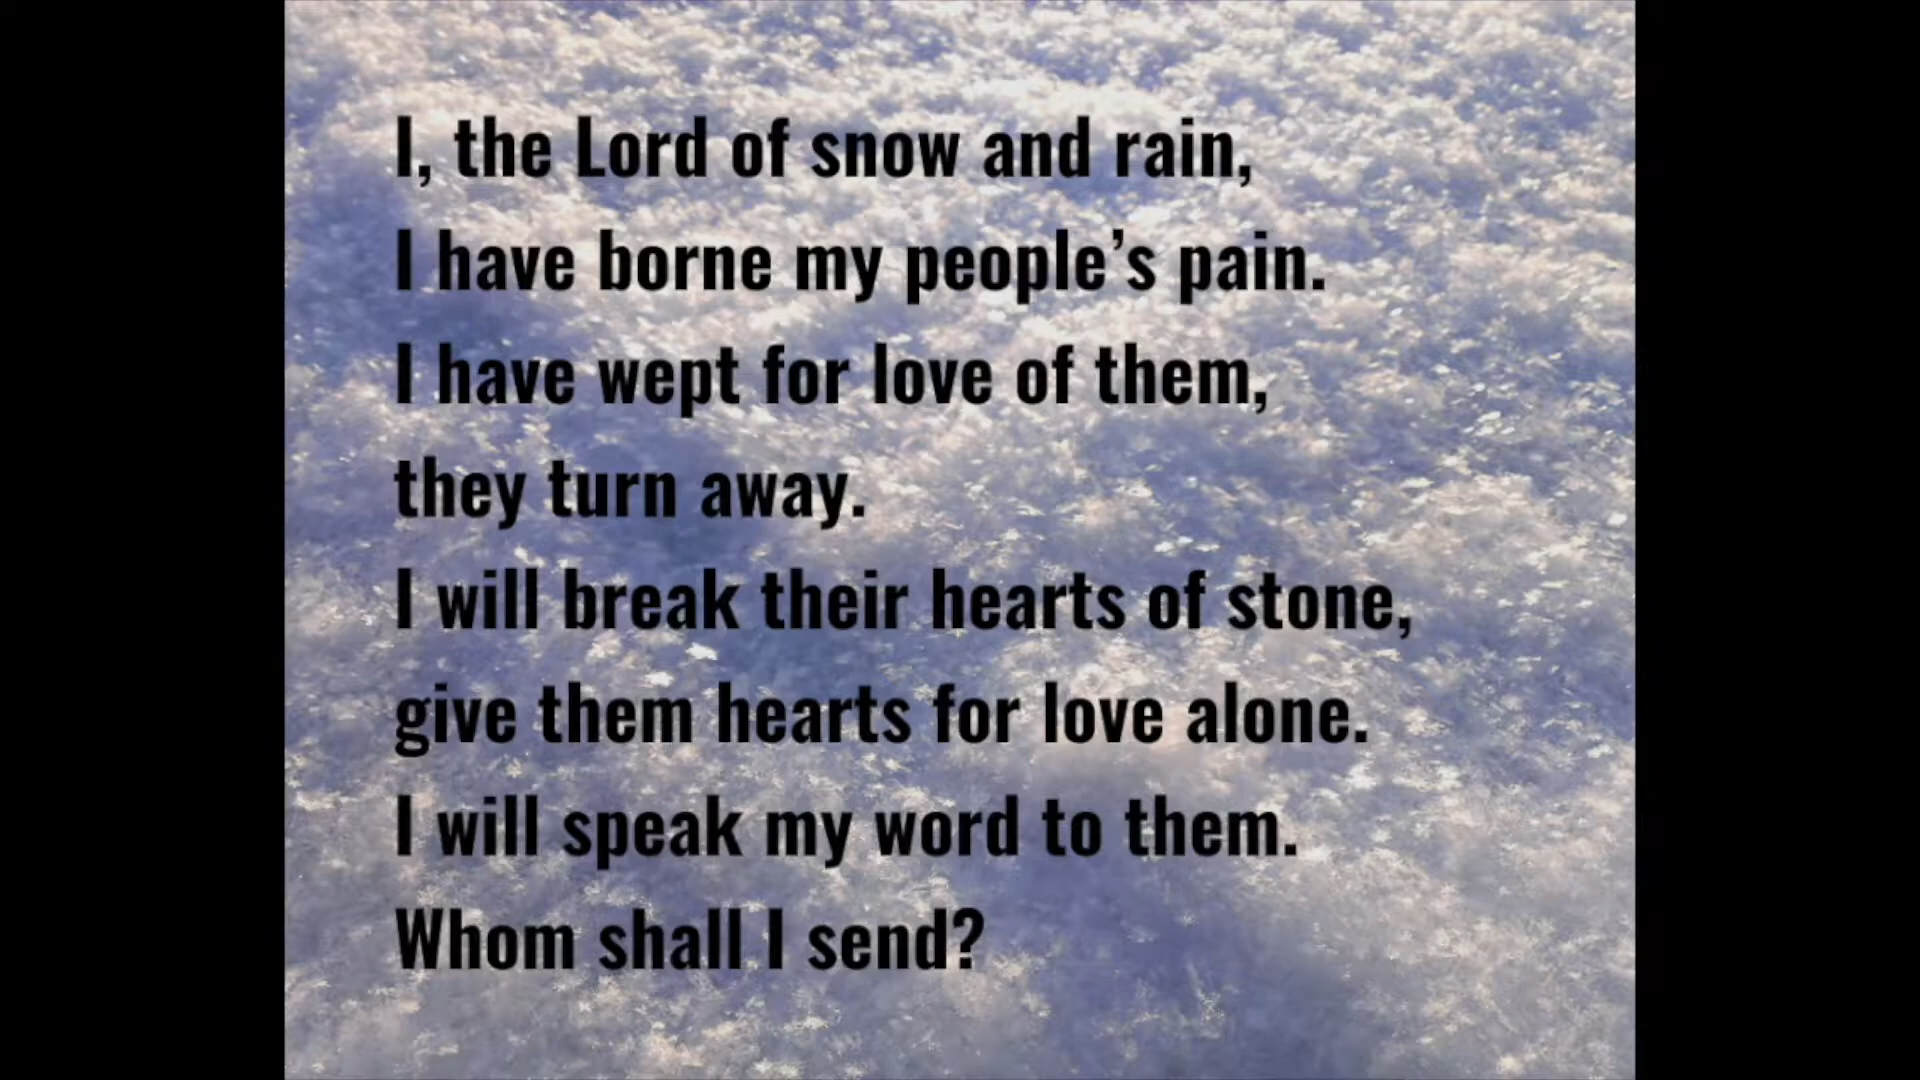 I, the Lord of snow and rain,
I have borne my people’s pain.
I have wept for love of them,
they turn away.
I will break their hearts of stone,
give them hearts for love alone.
I will speak my word to them.
Whom shall I send?